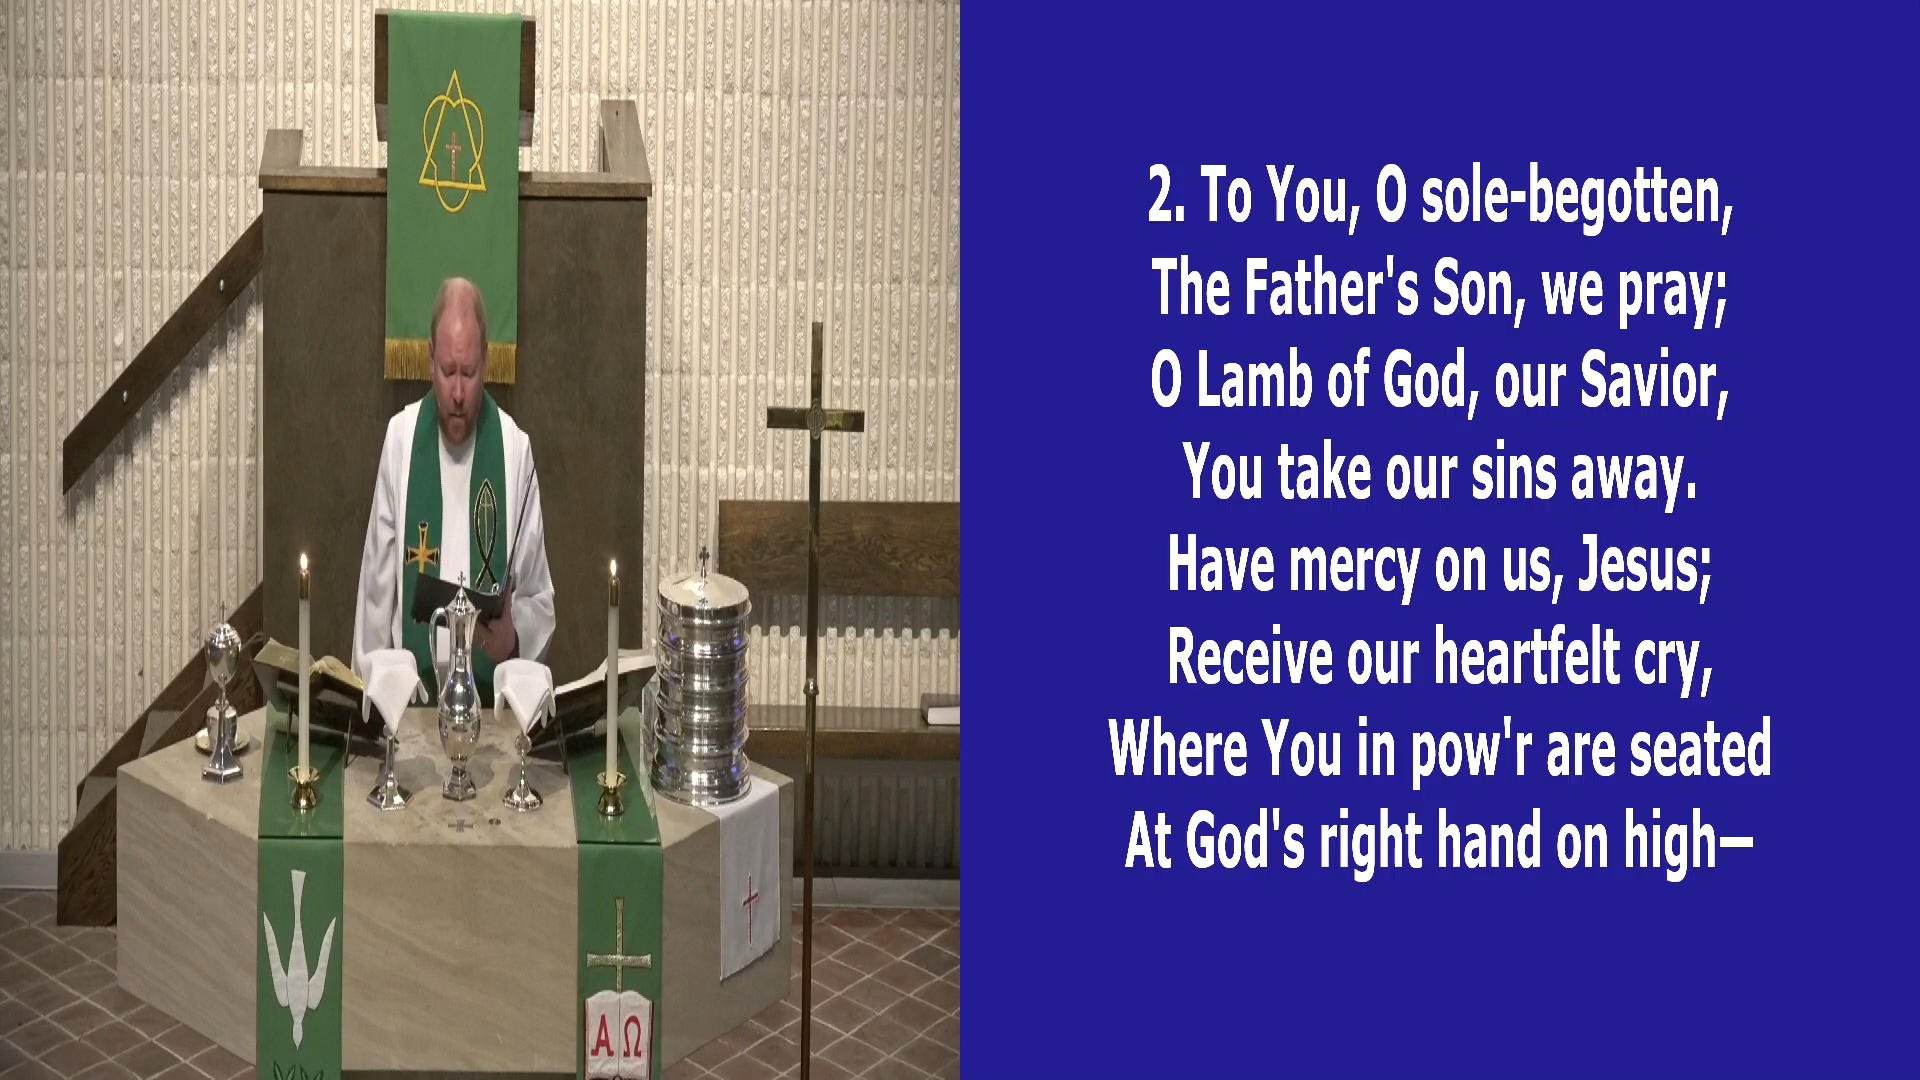 2. To You, O sole-begotten,
The Father's Son, we pray;
O Lamb of God, our Savior,
You take our sins away.
Have mercy on us, Jesus;
Receive our heartfelt cry,
Where You in pow'r are seated
At God's right hand on high—
Α Ω